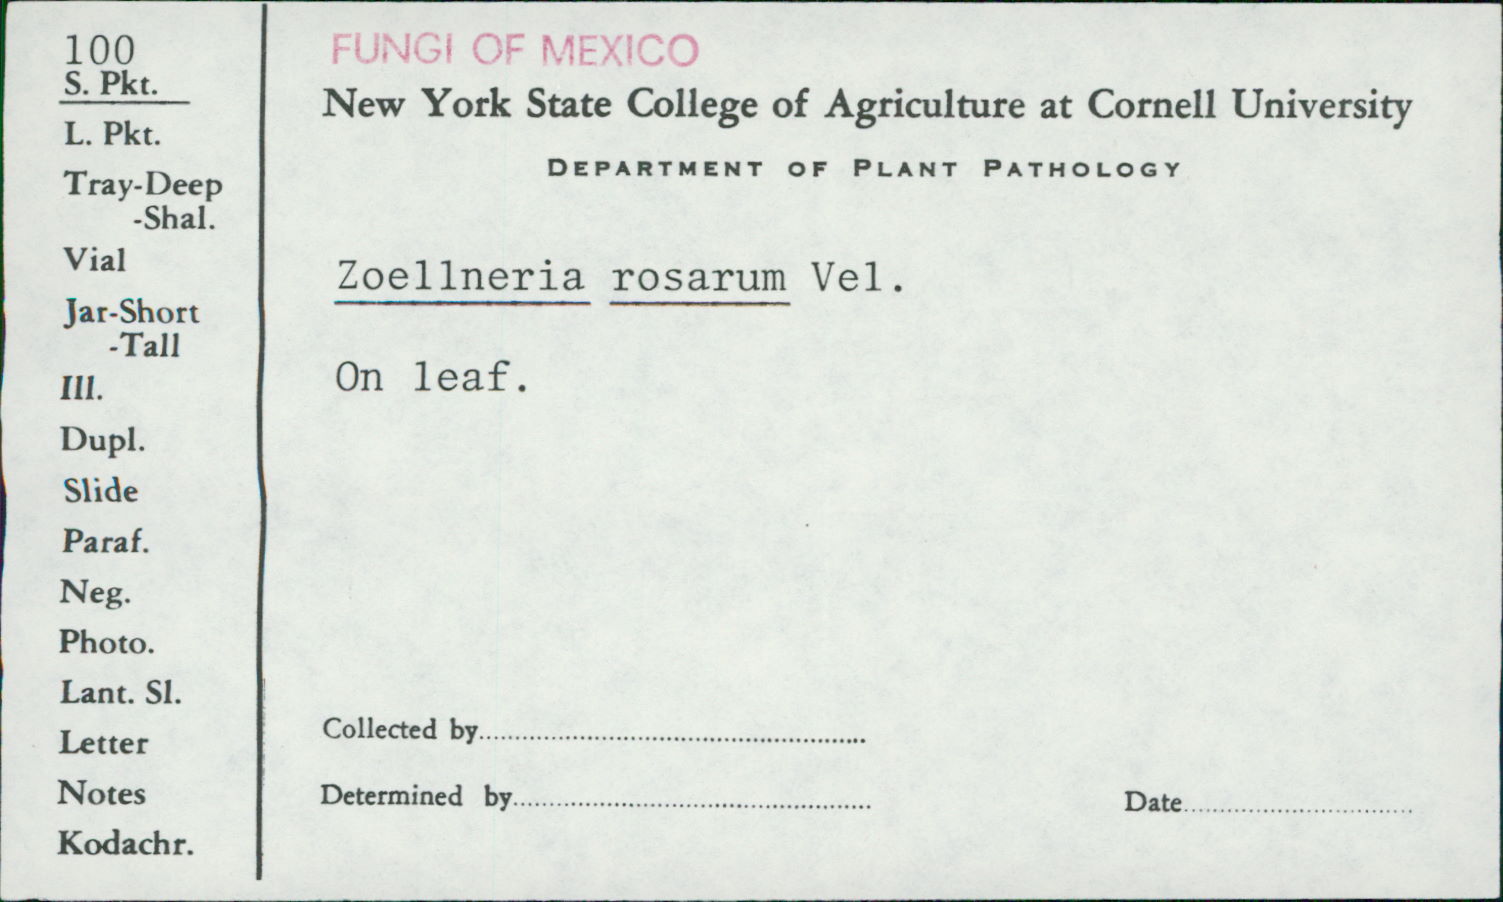 100
S. Pkt.
L. Pkt.
Tray-Deep
-Shal.
Vial
Jar-Short
-Tall
Ill.
Dupl.
Slide
Paraf.
Neg.
Photo.
Lant. Sl.
Letter
Notes
Kodachr.
FUNGI OF MEXICO
New York State College of Agriculture at Cornell University
DEPARTMENT OF PLANT PATHOLOGY
Zoellneria rosarum Vel.
On leaf.
Collected by
Determined by
Date